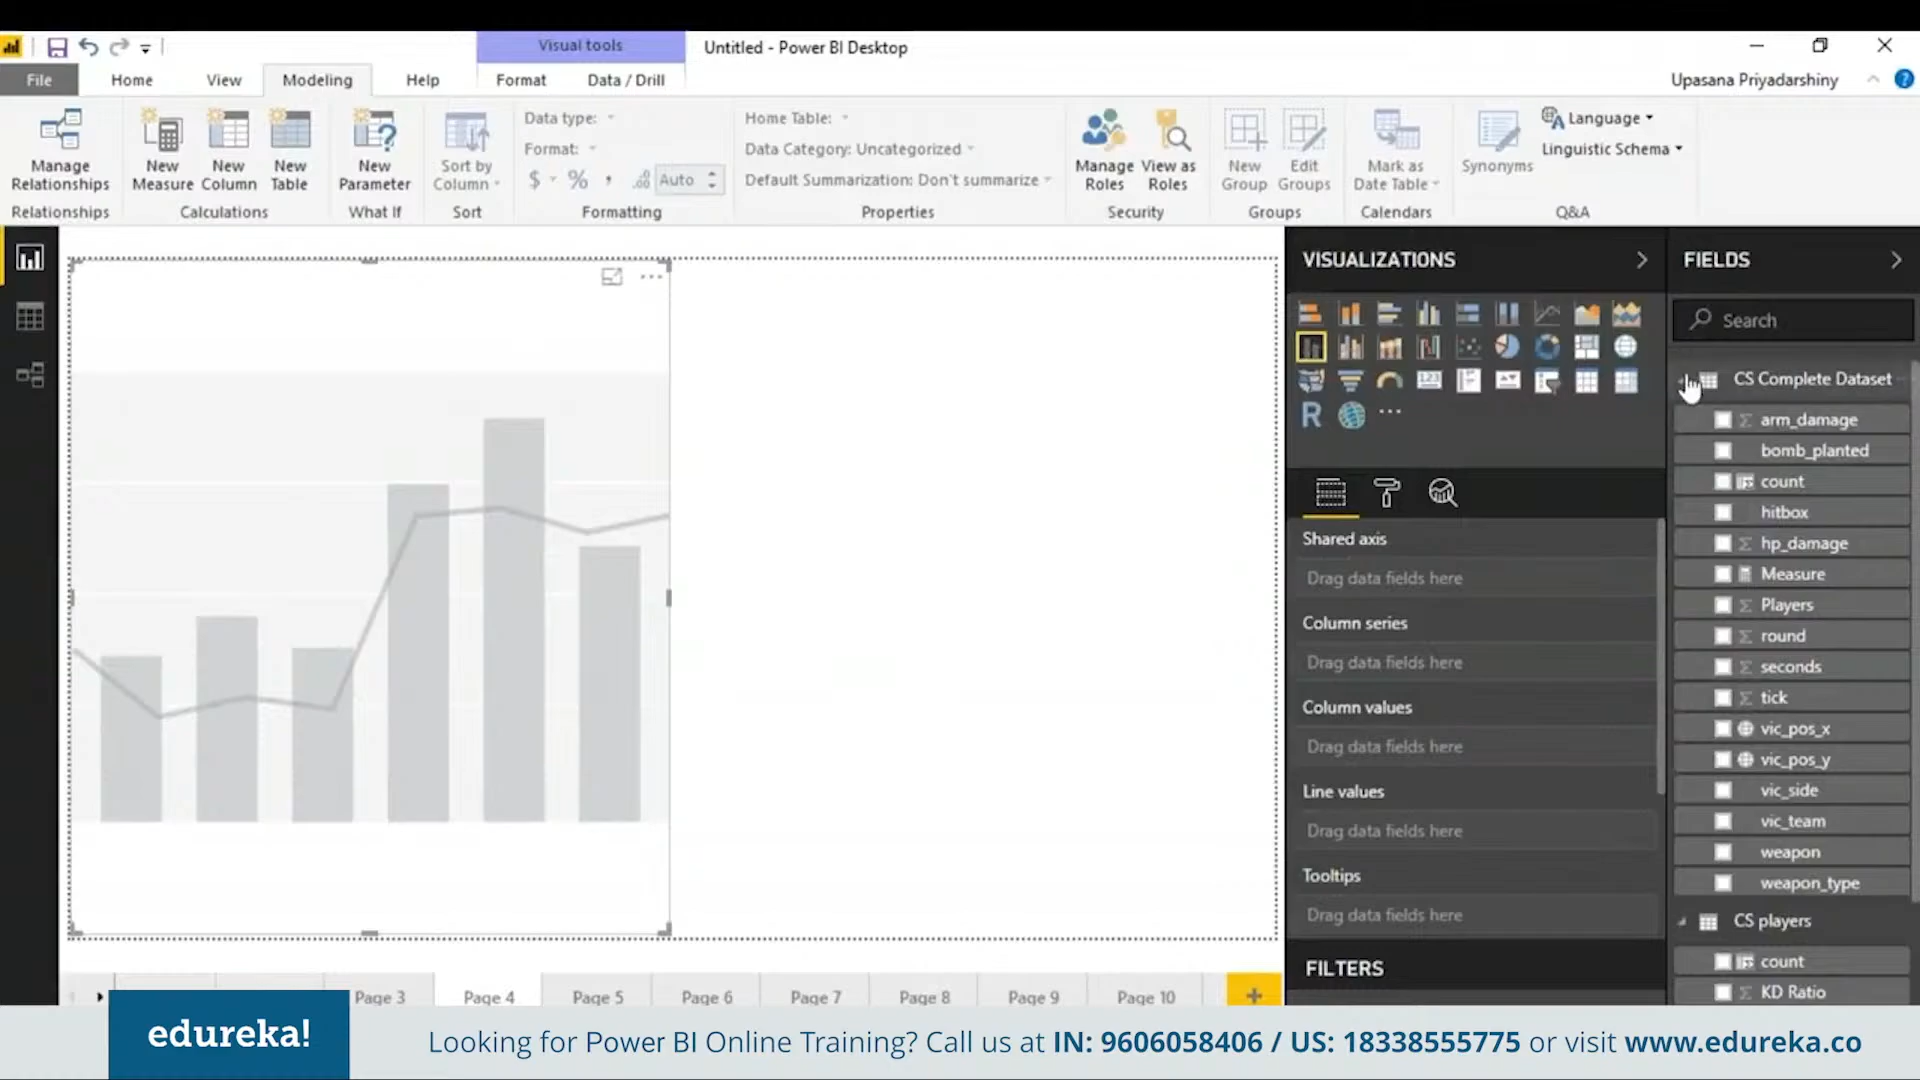 Visual tools
Untitled - Power BI Desktop
File
Home
View
Modeling
Help
Format
Data / Drill
Upasana Priyadarshiny
?
Manage
Relationships
Relationships
New
Measure
New
Column
New
Table
Calculations
New
Parameter
What If
Sort by
Column
Sort
Data type:
Format:
$ % , .00 Auto
Formatting
Home Table:
Data Category: Uncategorized
Default Summarization: Don't summarize
Properties
Manage
Roles
View as
Roles
Security
New
Group
Edit
Groups
Groups
Mark as
Date Table
Calendars
Synonyms
Language
Linguistic Schema
Q&A
VISUALIZATIONS
123
R
Shared axis
Drag data fields here
Column series
Drag data fields here
Column values
Drag data fields here
Line values
Drag data fields here
Tooltips
Drag data fields here
FILTERS
FIELDS
Search
CS Complete Dataset
Σ arm_damage
bomb_planted
count
hitbox
Σ hp_damage
Measure
Σ Players
Σ round
Σ seconds
Σ tick
vic_pos_x
vic_pos_y
vic_side
vic_team
weapon
weapon_type
CS players
count
Σ KD Ratio
Page 3
Page 4
Page 5
Page 6
Page 7
Page 8
Page 9
Page 10
+
edureka!
Looking for Power BI Online Training? Call us at IN: 9606058406 / US: 18338555775 or visit www.edureka.co